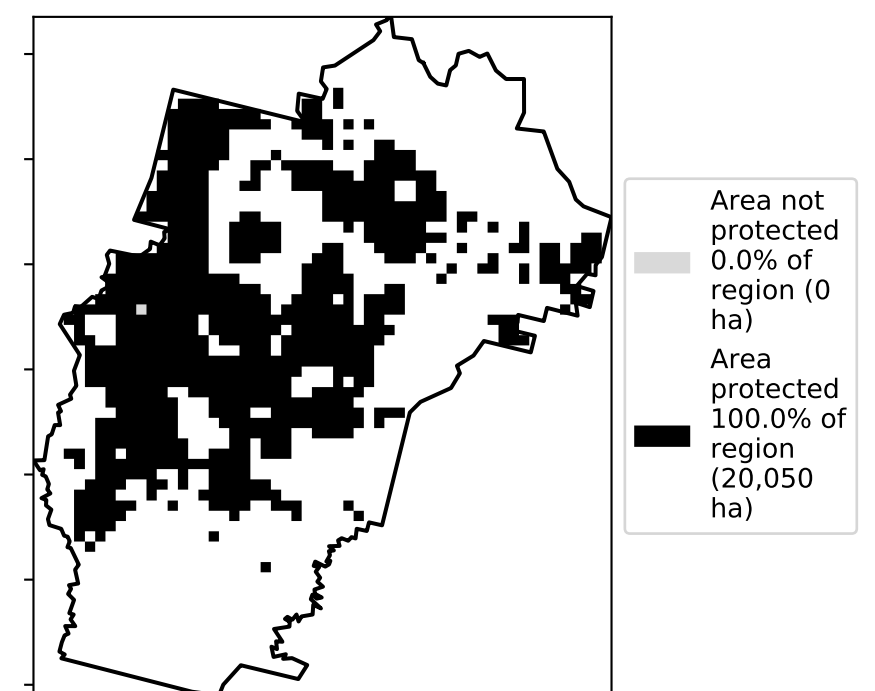 Area not
protected
0.0% of
region (0
ha)
Area
protected
100.0% of
region
(20,050
ha)